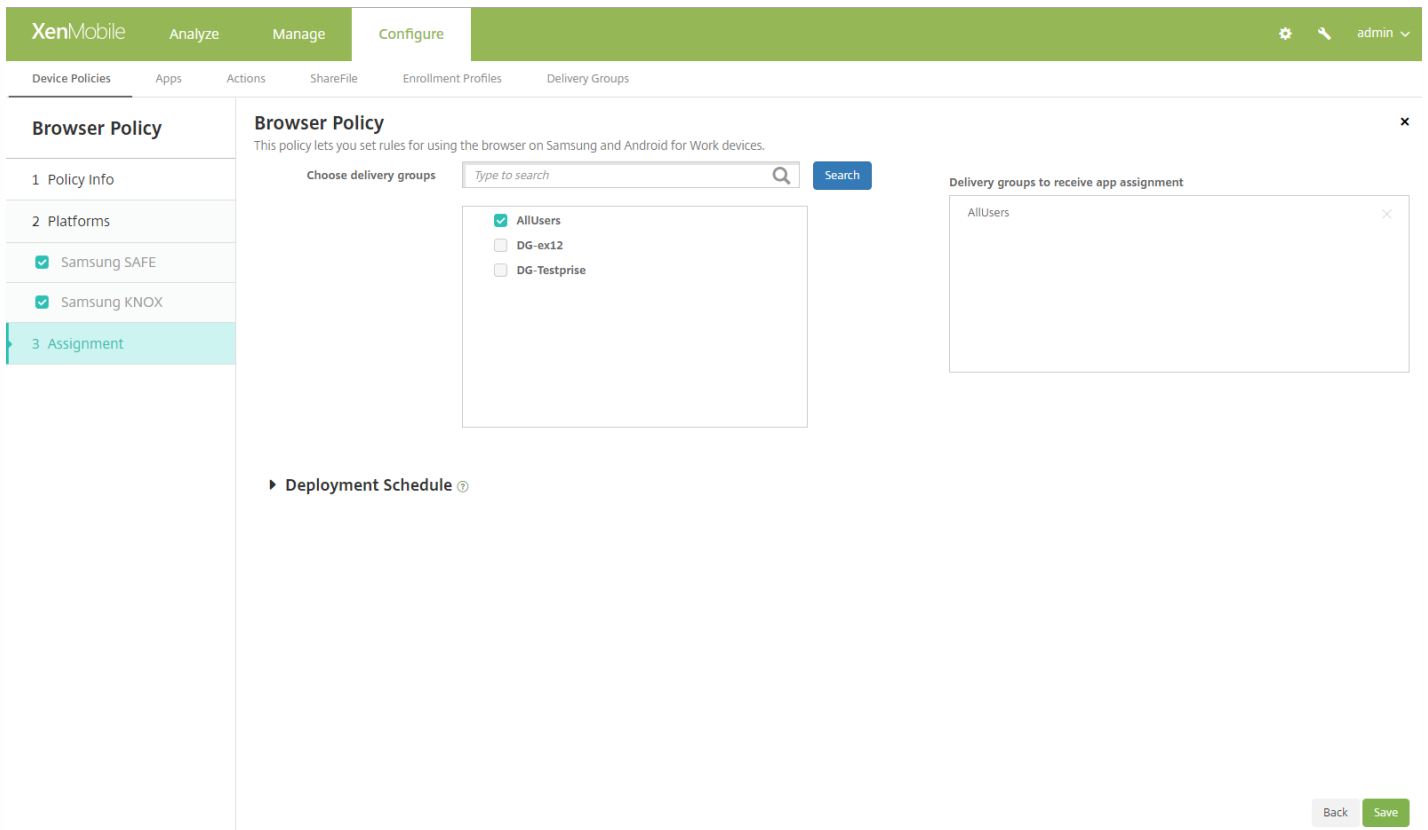 XenMobile Analyze Manage Configure admin
Device Policies Apps Actions ShareFile Enrollment Profiles Delivery Groups
Browser Policy
1 Policy Info
2 Platforms
Samsung SAFE
Samsung KNOX
3 Assignment
Browser Policy
This policy lets you set rules for using the browser on Samsung and Android for Work devices.
Choose delivery groups Type to search Search
AllUsers
DG-ex12
DG-Testprise
Delivery groups to receive app assignment
AllUsers
Deployment Schedule ?
Back Save